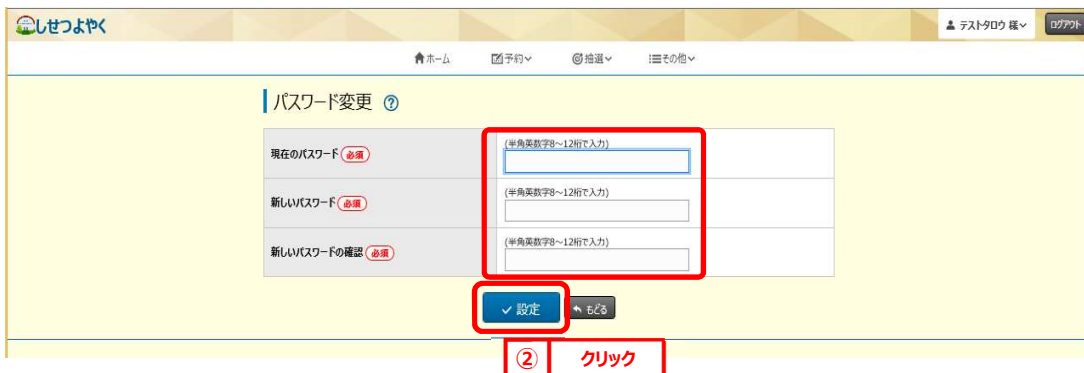 しせつよやく
テストタロウ 様
ログアウト
ホーム 予約 抽選 その他
パスワード変更 ?
現在のパスワード 必須 (半角英数字8～12桁で入力)
新しいパスワード 必須 (半角英数字8～12桁で入力)
新しいパスワードの確認 必須 (半角英数字8～12桁で入力)
設定 もどる
② クリック